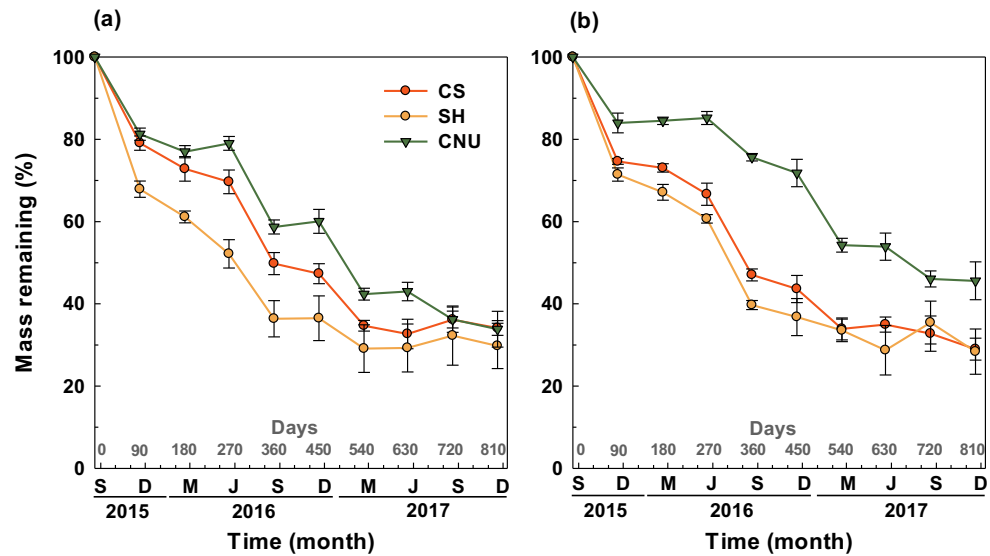 (a)
(b)
Mass remaining (%)
100
80
60
40
20
0
CS
SH
CNU
Days
0 90 180 270 360 450 540 630 720 810
S D M J S D M J S D
2015 2016 2017
Time (month)
100
80
60
40
20
0
Days
0 90 180 270 360 450 540 630 720 810
S D M J S D M J S D
2015 2016 2017
Time (month)